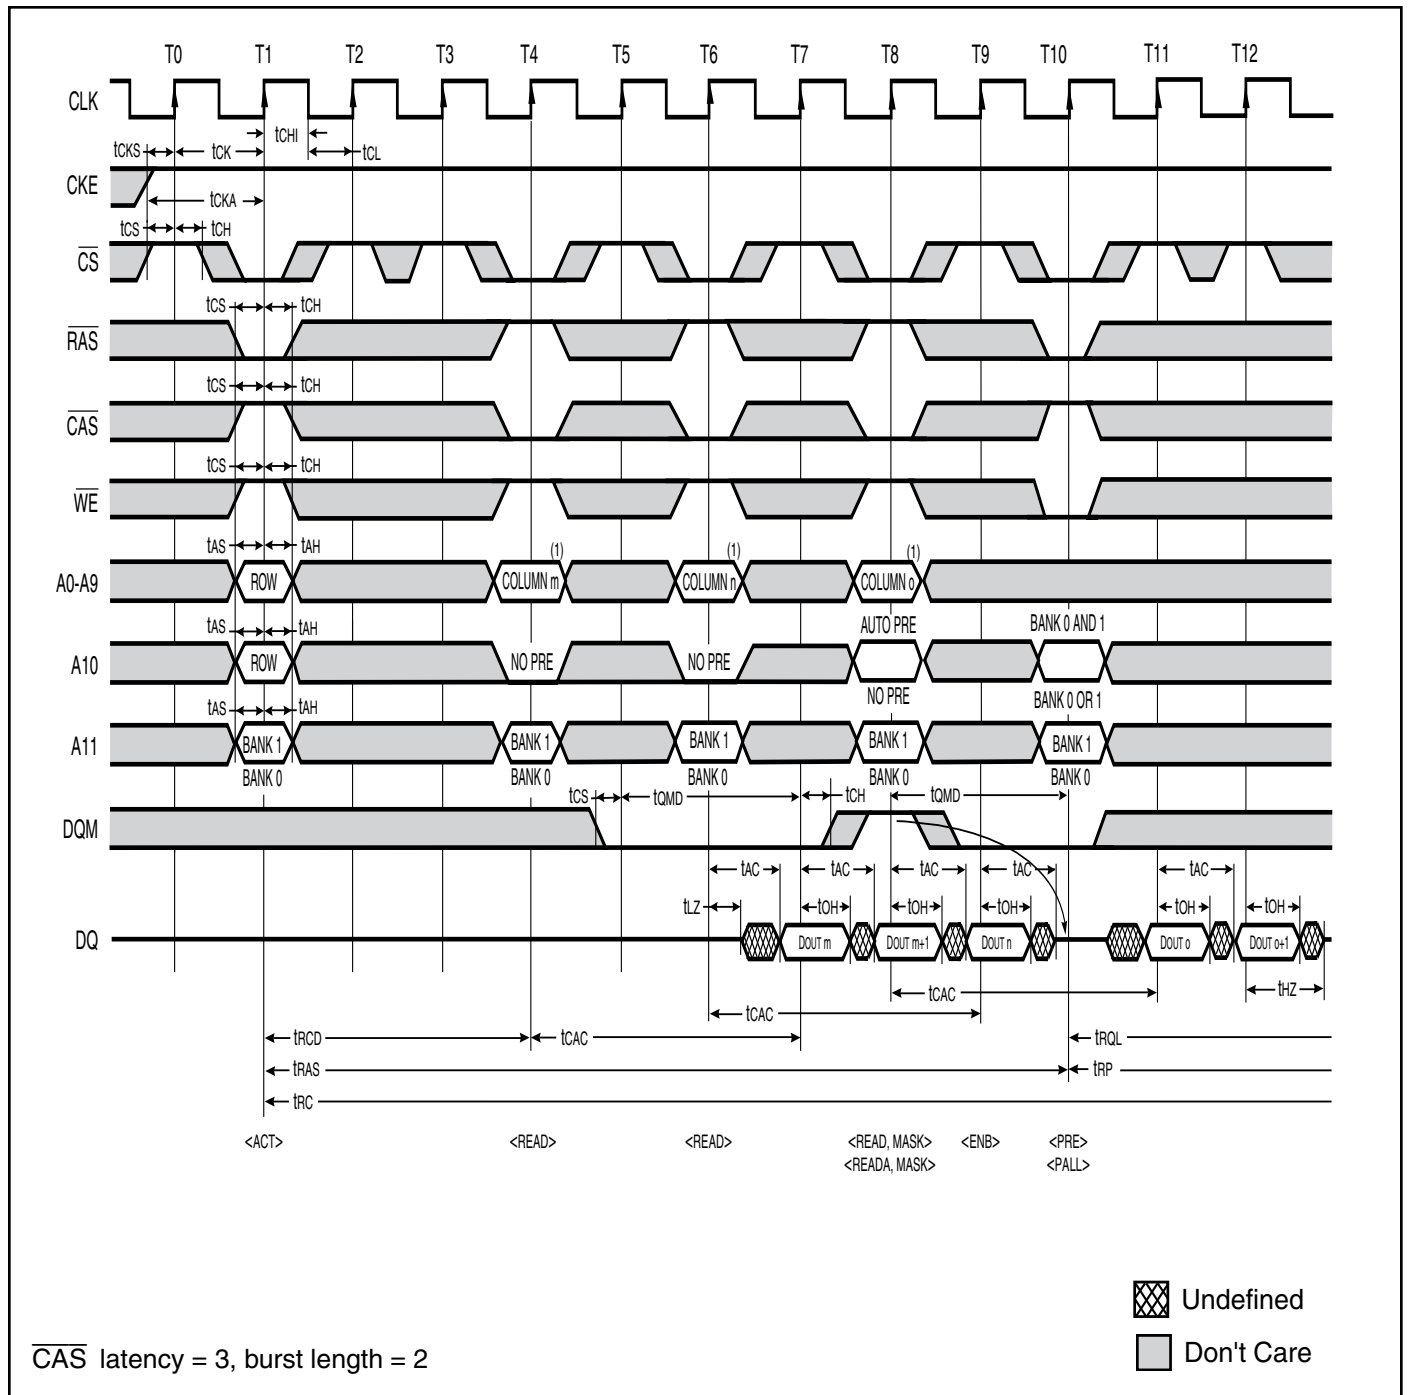 T0 T1 T2 T3 T4 T5 T6 T7 T8 T9 T10 T11 T12
CLK
tCHI
tCKS tCK tCL
CKE
tCKA
tCS tCH
CS
tCS tCH
RAS
tCS tCH
CAS
tCS tCH
WE
tAS tAH (1) (1) (1)
A0-A9 ROW COLUMN m COLUMN n COLUMN o
tAS tAH AUTO PRE BANK 0 AND 1
A10 ROW NO PRE NO PRE
NO PRE BANK 0 OR 1
tAS tAH
A11 BANK 1 BANK 1 BANK 1 BANK 1 BANK 1
BANK 0 BANK 0 BANK 0 BANK 0 BANK 0
tCS tQMD tCH tQMD
DQM
tAC tAC tAC tAC tAC
tLZ tOH tOH tOH tOH tOH
DQ DOUT m DOUT m+1 DOUT n DOUT o DOUT o+1
tCAC tHZ
tCAC
tRCD tCAC tRQL
tRAS tRP
tRC
<ACT> <READ> <READ> <READ, MASK> <ENB> <PRE>
<READA, MASK> <PALL>
Undefined
Don't Care
CAS latency = 3, burst length = 2